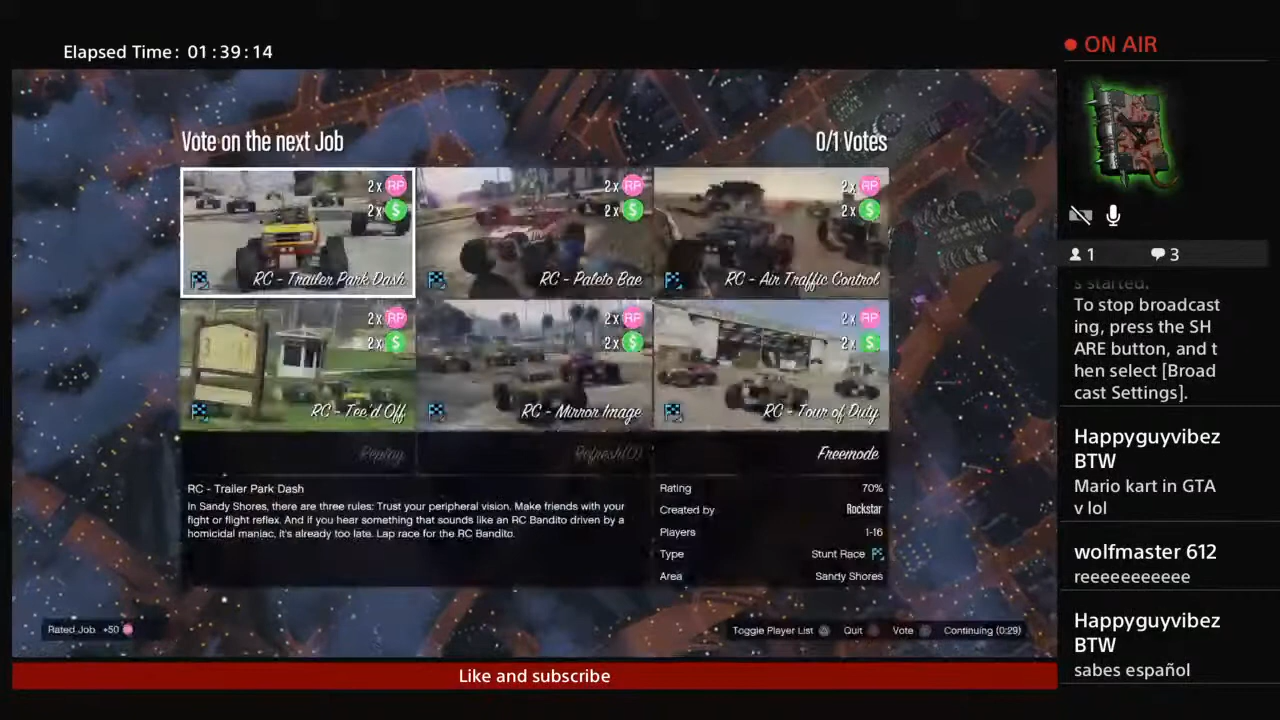 Elapsed Time: 01:39:14
ON AIR
Vote on the next Job
0/1 Votes
2x RP
2x $
RC - Trailer Park Dash
2x RP
2x $
RC - Paleto Bae
2x RP
2x $
RC - Air Traffic Control
2x RP
2x $
RC - Tee'd Off
2x RP
2x $
RC - Mirror Image
2x RP
2x $
RC - Tour of Duty
Replay
Refresh(0)
Freemode
RC - Trailer Park Dash
In Sandy Shores, there are three rules: Trust your peripheral vision. Make friends with your
fight or flight reflex. And if you hear something that sounds like an RC Bandito driven by a
homicidal maniac, it's already too late. Lap race for the RC Bandito.
Rating 70%
Created by Rockstar
Players 1-16
Type Stunt Race
Area Sandy Shores
Rated Job +50
Toggle Player List
Quit
Vote
Continuing (0:29)
Like and subscribe
1
3
s started.
To stop broadcast
ing, press the SH
ARE button, and t
hen select [Broad
cast Settings].
Happyguyvibez
BTW
Mario kart in GTA
v lol
wolfmaster 612
reeeeeeeeeee
Happyguyvibez
BTW
sabes español